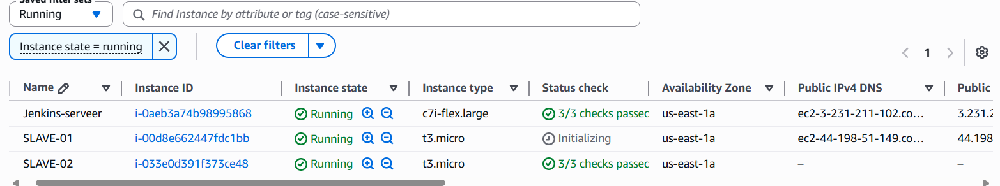 Saved filter sets
Running Find Instance by attribute or tag (case-sensitive)
Instance state = running Clear filters 1
Name Instance ID Instance state Instance type Status check Availability Zone Public IPv4 DNS Public
Jenkins-serveer i-0aeb3a74b98995868 Running c7i-flex.large 3/3 checks passed us-east-1a ec2-3-231-211-102.co... 3.231.2
SLAVE-01 i-00d8e662447fdc1bb Running t3.micro Initializing us-east-1a ec2-44-198-51-149.co... 44.198
SLAVE-02 i-033e0d391f373ce48 Running t3.micro 3/3 checks passed us-east-1a – –